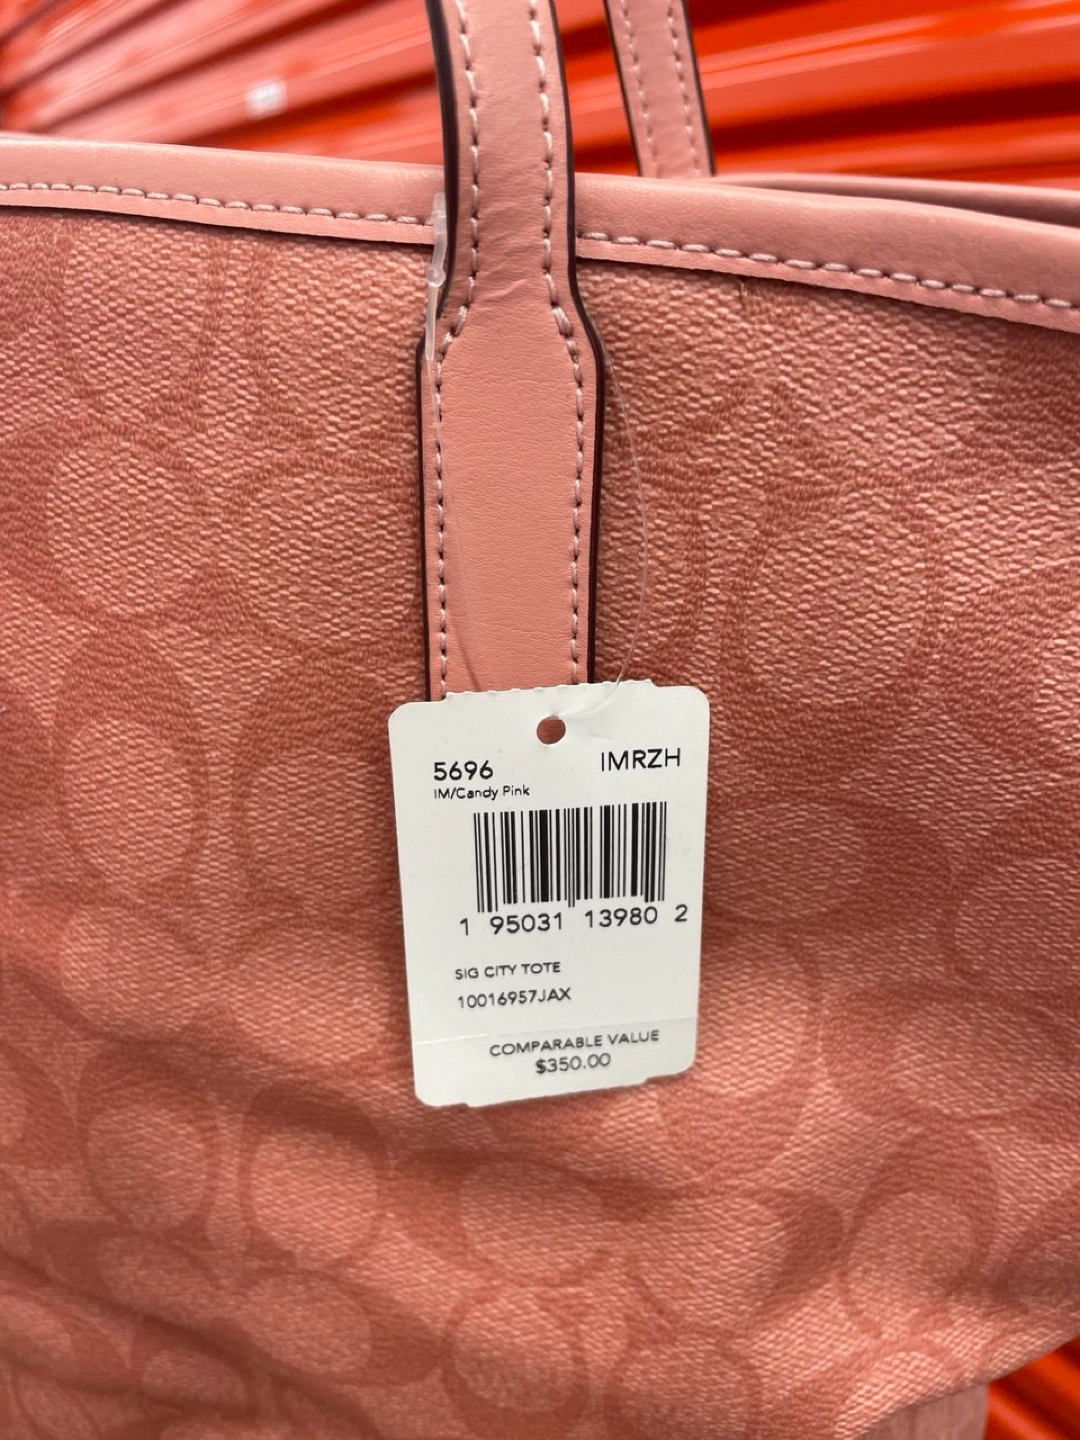 5696 IMRZH
IM/Candy Pink
1 95031 13980 2
SIG CITY TOTE
10016957JAX
COMPARABLE VALUE
$350.00